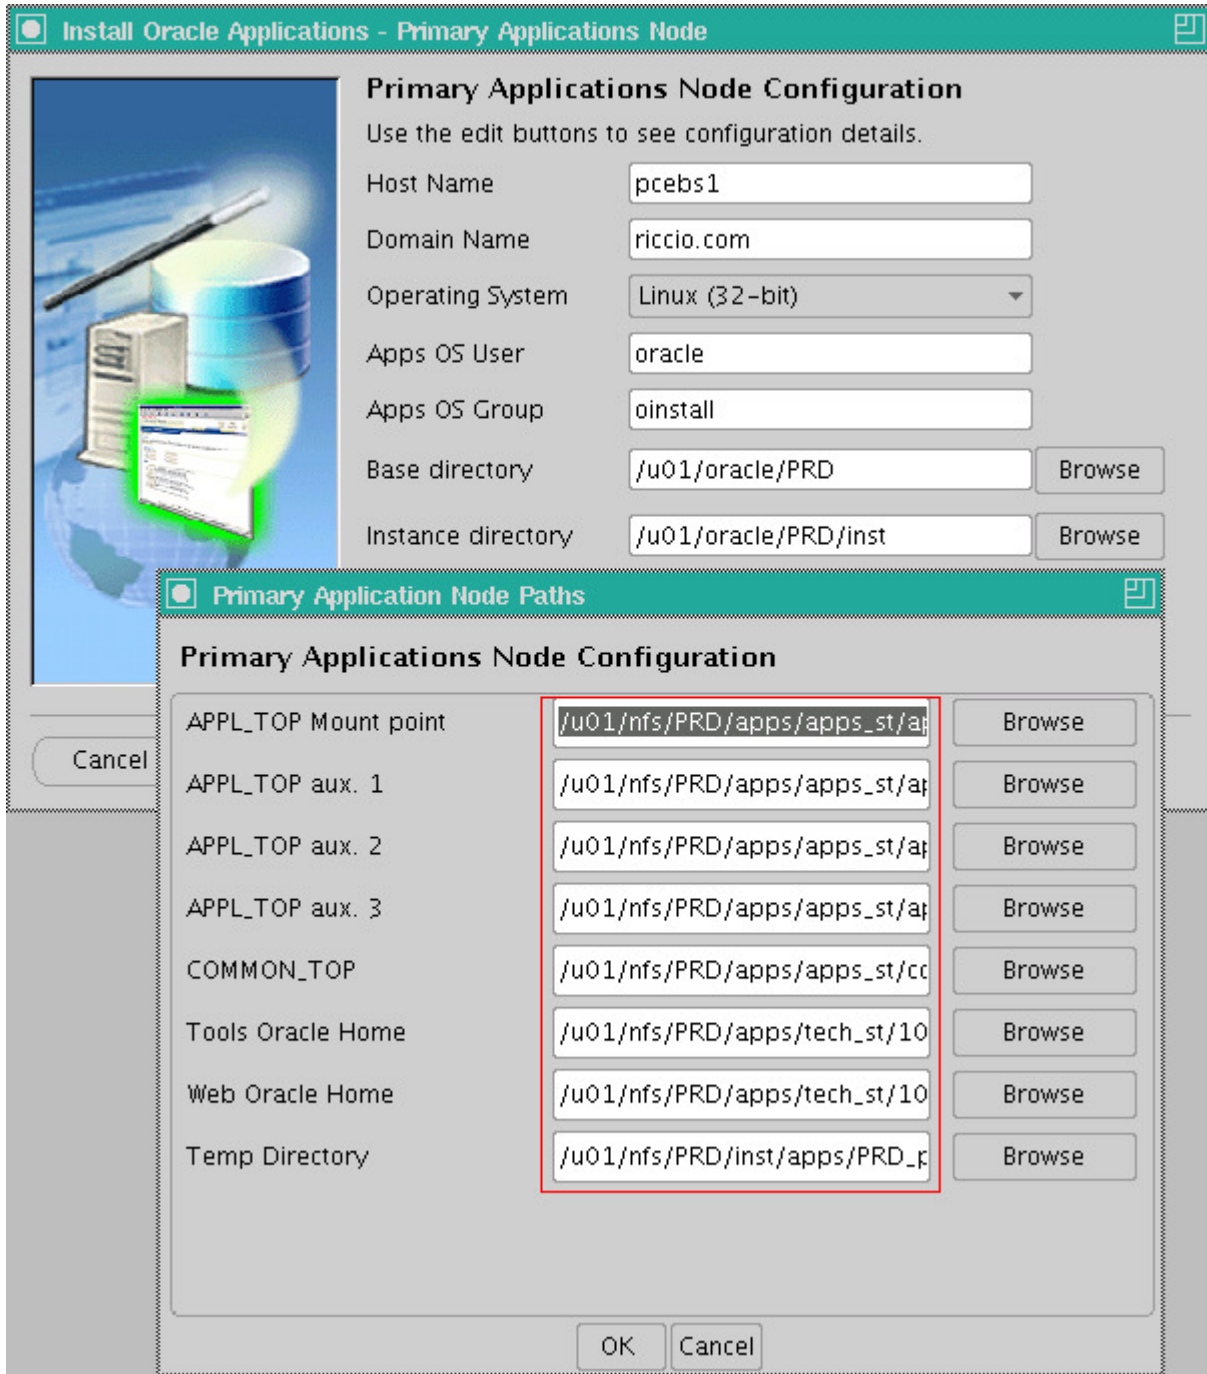 Install Oracle Applications - Primary Applications Node
Primary Applications Node Configuration
Use the edit buttons to see configuration details.
Host Name pcebs1
Domain Name riccio.com
Operating System Linux (32-bit)
Apps OS User oracle
Apps OS Group oinstall
Base directory /u01/oracle/PRD Browse
Instance directory /u01/oracle/PRD/inst Browse
Cancel
Primary Application Node Paths
Primary Applications Node Configuration
APPL_TOP Mount point /u01/nfs/PRD/apps/apps_st/ap Browse
APPL_TOP aux. 1 /u01/nfs/PRD/apps/apps_st/ap Browse
APPL_TOP aux. 2 /u01/nfs/PRD/apps/apps_st/ap Browse
APPL_TOP aux. 3 /u01/nfs/PRD/apps/apps_st/ap Browse
COMMON_TOP /u01/nfs/PRD/apps/apps_st/co Browse
Tools Oracle Home /u01/nfs/PRD/apps/tech_st/10 Browse
Web Oracle Home /u01/nfs/PRD/apps/tech_st/10 Browse
Temp Directory /u01/nfs/PRD/inst/apps/PRD_p Browse
OK Cancel